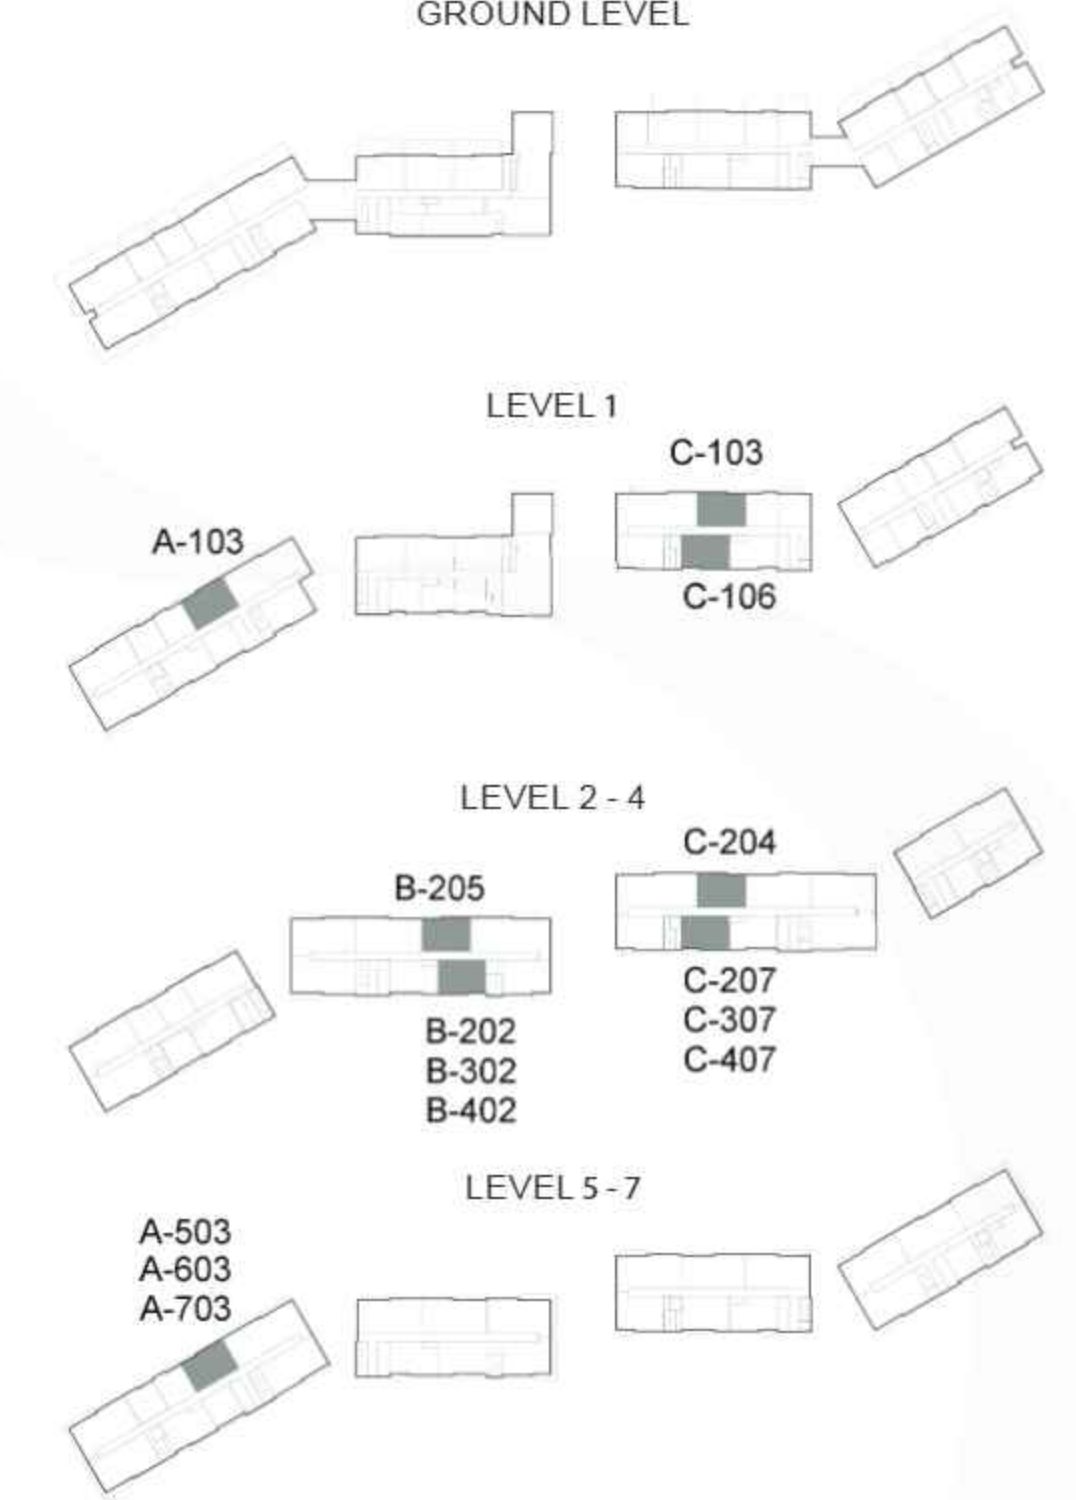 GROUND LEVEL
LEVEL 1
C-103
A-103
C-106
LEVEL 2 - 4
C-204
B-205
C-207
C-307
C-407
B-202
B-302
B-402
LEVEL 5 - 7
A-503
A-603
A-703